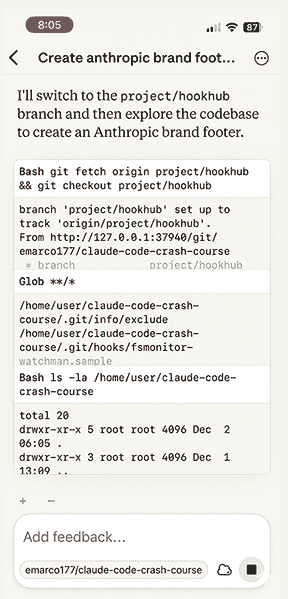 8:05
87
Create anthropic brand foot...
I'll switch to the project/hookhub
branch and then explore the codebase
to create an Anthropic brand footer.
Bash git fetch origin project/hookhub
&& git checkout project/hookhub
branch 'project/hookhub' set up to
track 'origin/project/hookhub'.
From http://127.0.0.1:37940/git/
emarco177/claude-code-crash-course
* branch project/hookhub
Glob **/*
/home/user/claude-code-crash-
course/.git/info/exclude
/home/user/claude-code-crash-
course/.git/hooks/fsmonitor-
watchman.sample
Bash ls -la /home/user/claude-code-
crash-course
total 20
drwxr-xr-x 5 root root 4096 Dec 2
06:05 .
drwxr-xr-x 3 root root 4096 Dec 1
13:09 ..
+ −
Add feedback...
emarco177/claude-code-crash-course